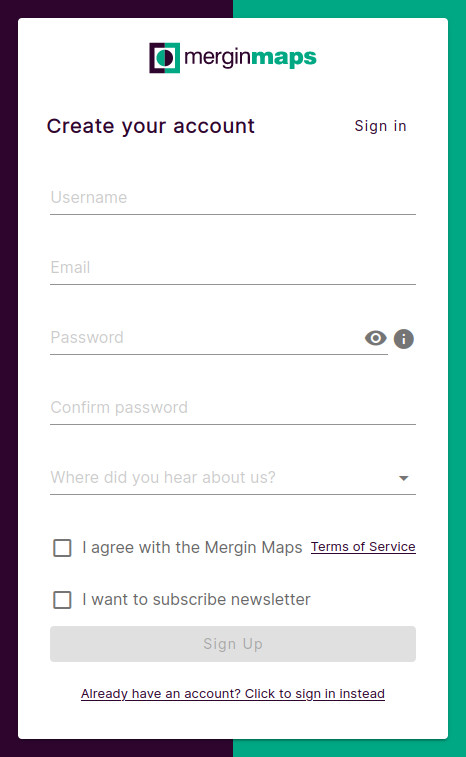 merginmaps
Create your account
Sign in
Username
Email
Password
Confirm password
Where did you hear about us?
I agree with the Mergin Maps Terms of Service
I want to subscribe newsletter
Sign Up
Already have an account? Click to sign in instead